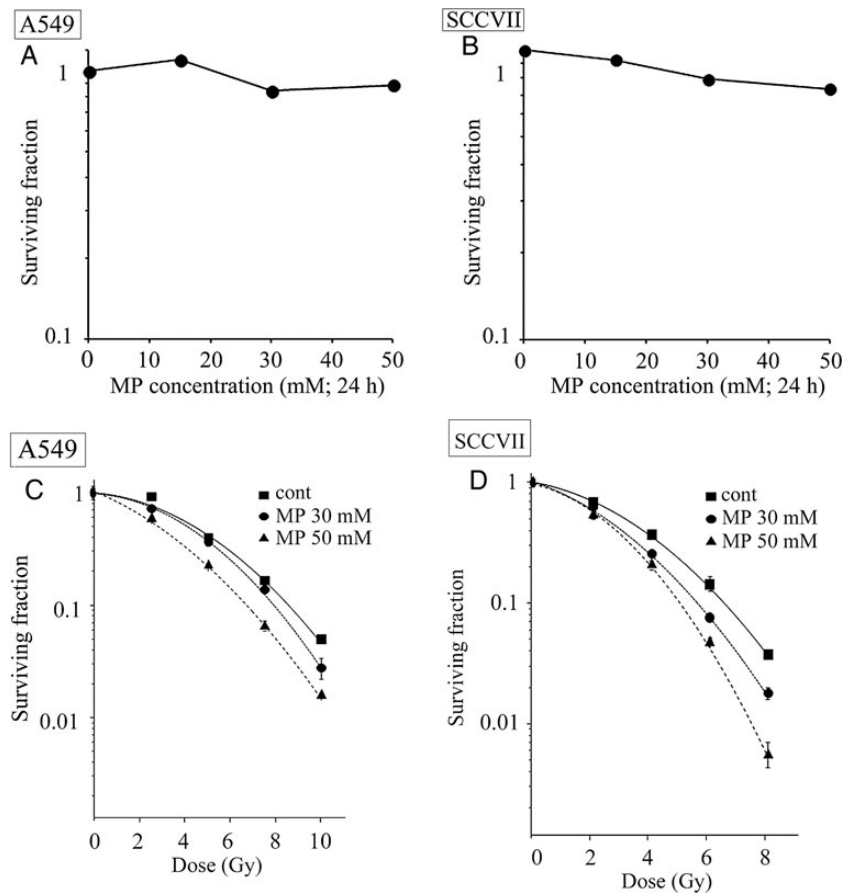 A549
A
1
0.1
Surviving fraction
0 10 20 30 40 50
MP concentration (mM; 24 h)
SCCVII
B
1
0.1
Surviving fraction
0 10 20 30 40 50
MP concentration (mM; 24 h)
A549
C
1
0.1
0.01
Surviving fraction
cont
MP 30 mM
MP 50 mM
0 2 4 6 8 10
Dose (Gy)
SCCVII
D
1
0.1
0.01
Surviving fraction
cont
MP 30 mM
MP 50 mM
0 2 4 6 8
Dose (Gy)